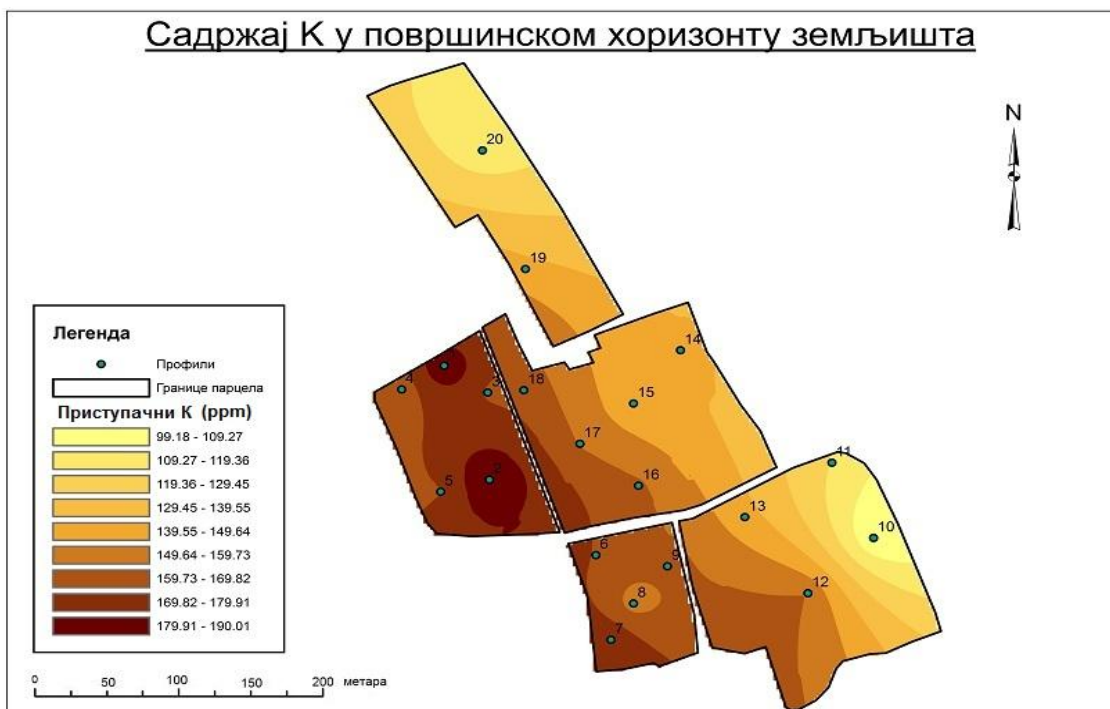 Садржај К у површинском хоризонту земљишта
N
20
19
14
4
3
18
15
17
5
2
16
11
13
10
6
9
12
8
7
Легенда
Профили
Границе парцела
Приступачни К (ppm)
99.18 - 109.27
109.27 - 119.36
119.36 - 129.45
129.45 - 139.55
139.55 - 149.64
149.64 - 159.73
159.73 - 169.82
169.82 - 179.91
179.91 - 190.01
0 50 100 150 200 метара